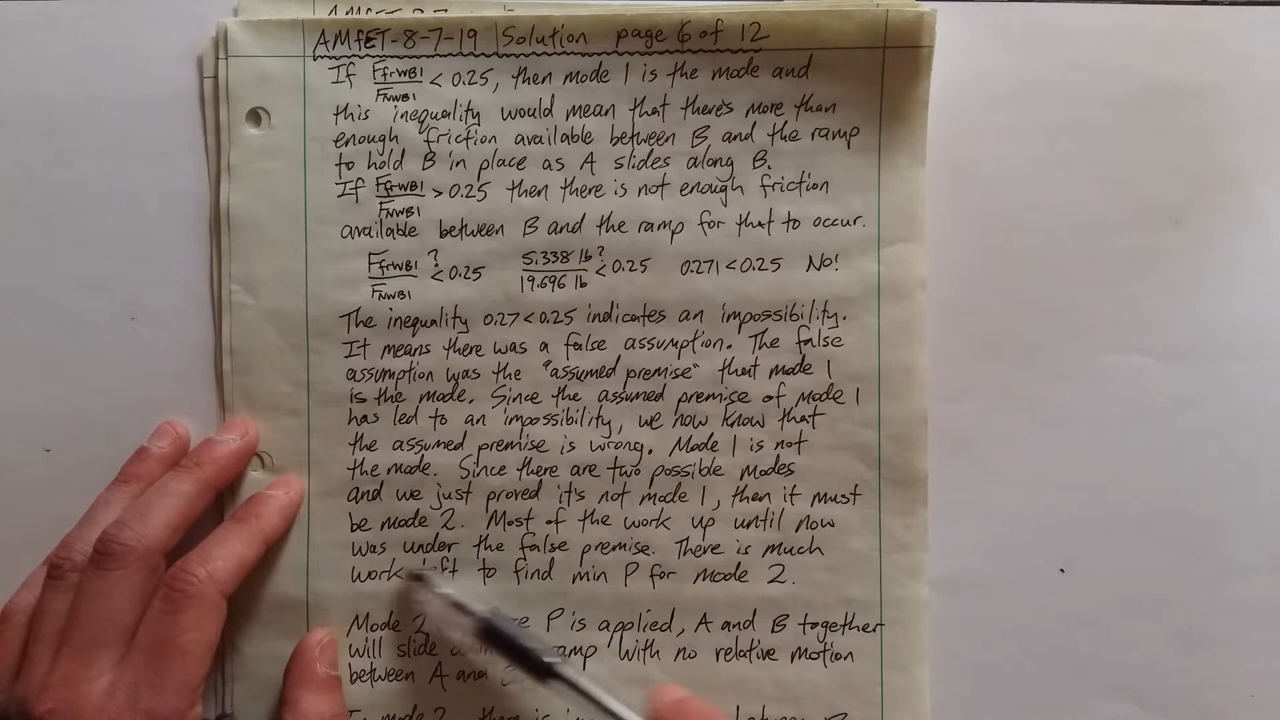 AMfET-8-7-19 Solution page 6 of 12
If FfrWB1/FNWB1 < 0.25, then mode 1 is the mode and
this inequality would mean that there's more than
enough friction available between B and the ramp
to hold B in place as A slides along B.
If FfrWB1/FNWB1 > 0.25 then there is not enough friction
available between B and the ramp for that to occur.
FfrWB1/FNWB1 ?< 0.25 5.338 lb/19.696 lb ?< 0.25 0.271 < 0.25 No!
The inequality 0.27 < 0.25 indicates an impossibility.
It means there was a false assumption. The false
assumption was the "assumed premise" that mode 1
is the mode. Since the assumed premise of Mode 1
has led to an impossibility, we now know that
the assumed premise is wrong. Mode 1 is not
the mode. Since there are two possible modes
and we just proved it's not mode 1, then it must
be mode 2. Most of the work up until now
was under the false premise. There is much
work to find min P for mode 2.
Mode 2 P is applied, A and B together
will slide ramp with no relative motion
between A and
In mode 2, there is